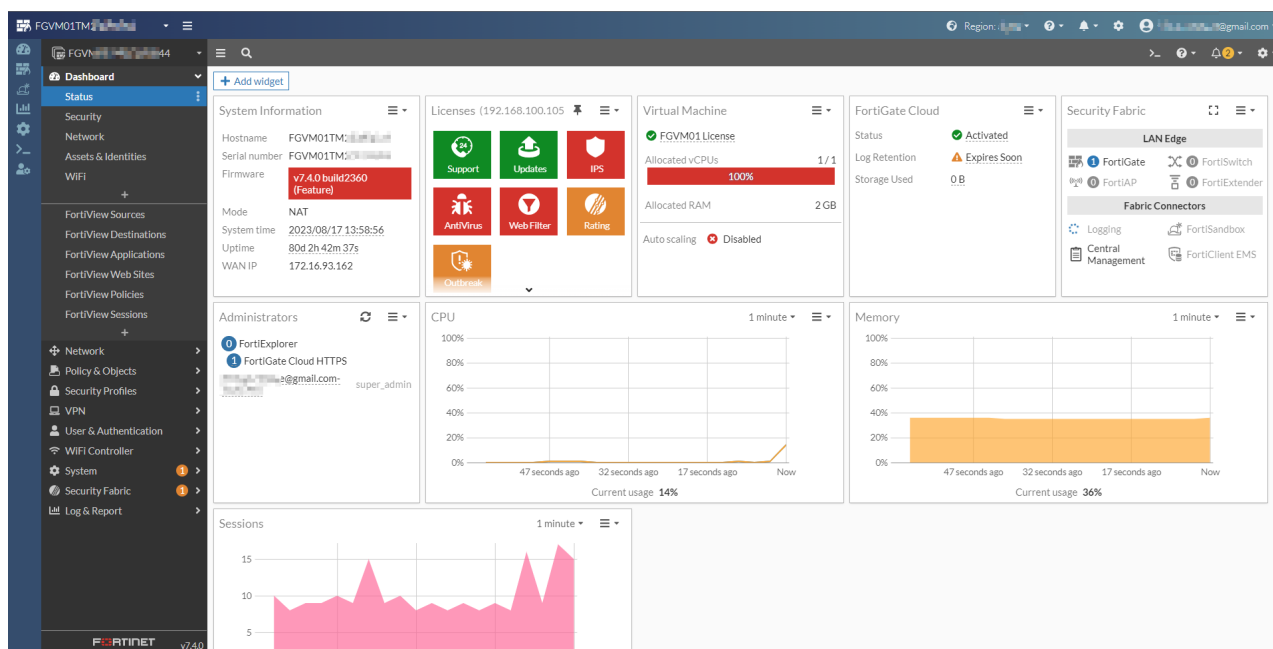 FGVM01TM
Region:
@gmail.com
FGVM
44
Dashboard
Status
Security
Network
Assets & Identities
WiFi
+
FortiView Sources
FortiView Destinations
FortiView Applications
FortiView Web Sites
FortiView Policies
FortiView Sessions
+
Network
Policy & Objects
Security Profiles
VPN
User & Authentication
WiFi Controller
System 1
Security Fabric 1
Log & Report
FORTINET v7.4.0
>_ 2
+ Add widget
System Information
Hostname FGVM01TM
Serial number FGVM01TM
Firmware v7.4.0 build2360
(Feature)
Mode NAT
System time 2023/08/17 13:58:56
Uptime 80d 2h 42m 37s
WAN IP 172.16.93.162
Licenses (192.168.100.105
Support Updates IPS
AntiVirus Web Filter Rating
Outbreak
Virtual Machine
FGVM01 License
Allocated vCPUs 1 / 1
100%
Allocated RAM 2 GB
Auto scaling Disabled
FortiGate Cloud
Status Activated
Log Retention Expires Soon
Storage Used 0 B
Security Fabric
LAN Edge
1 FortiGate 0 FortiSwitch
0 FortiAP 0 FortiExtender
Fabric Connectors
Logging FortiSandbox
Central
Management FortiClient EMS
Administrators
0 FortiExplorer
1 FortiGate Cloud HTTPS
@gmail.com- super_admin
CPU 1 minute
100%
80%
60%
40%
20%
0%
47 seconds ago 32 seconds ago 17 seconds ago Now
Current usage 14%
Memory 1 minute
100%
80%
60%
40%
20%
0%
47 seconds ago 32 seconds ago 17 seconds ago Now
Current usage 36%
Sessions 1 minute
15
10
5